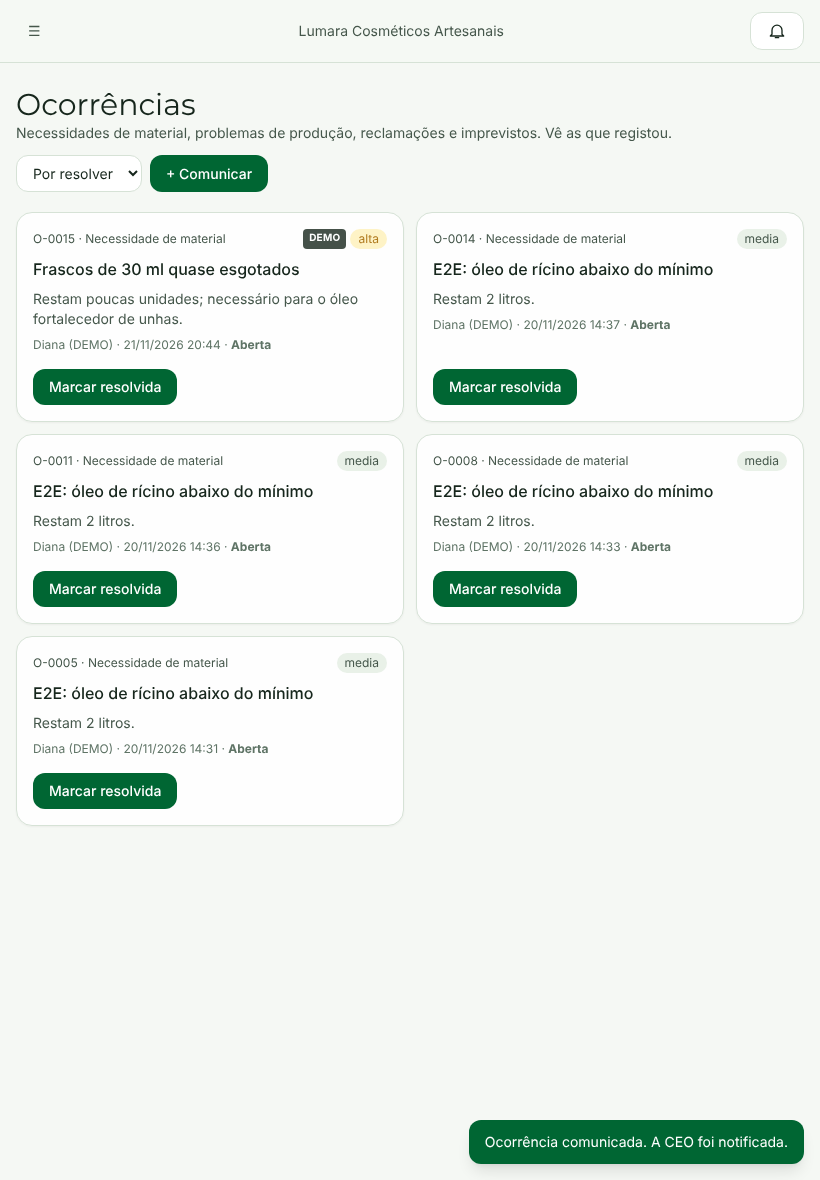 ☰
Lumara Cosméticos Artesanais
Ocorrências
Necessidades de material, problemas de produção, reclamações e imprevistos. Vê as que registou.
Por resolver
+ Comunicar
O-0015 · Necessidade de material
DEMO
alta
Frascos de 30 ml quase esgotados
Restam poucas unidades; necessário para o óleo
fortalecedor de unhas.
Diana (DEMO) · 21/11/2026 20:44 · Aberta
Marcar resolvida
O-0014 · Necessidade de material
media
E2E: óleo de rícino abaixo do mínimo
Restam 2 litros.
Diana (DEMO) · 20/11/2026 14:37 · Aberta
Marcar resolvida
O-0011 · Necessidade de material
media
E2E: óleo de rícino abaixo do mínimo
Restam 2 litros.
Diana (DEMO) · 20/11/2026 14:36 · Aberta
Marcar resolvida
O-0008 · Necessidade de material
media
E2E: óleo de rícino abaixo do mínimo
Restam 2 litros.
Diana (DEMO) · 20/11/2026 14:33 · Aberta
Marcar resolvida
O-0005 · Necessidade de material
media
E2E: óleo de rícino abaixo do mínimo
Restam 2 litros.
Diana (DEMO) · 20/11/2026 14:31 · Aberta
Marcar resolvida
Ocorrência comunicada. A CEO foi notificada.